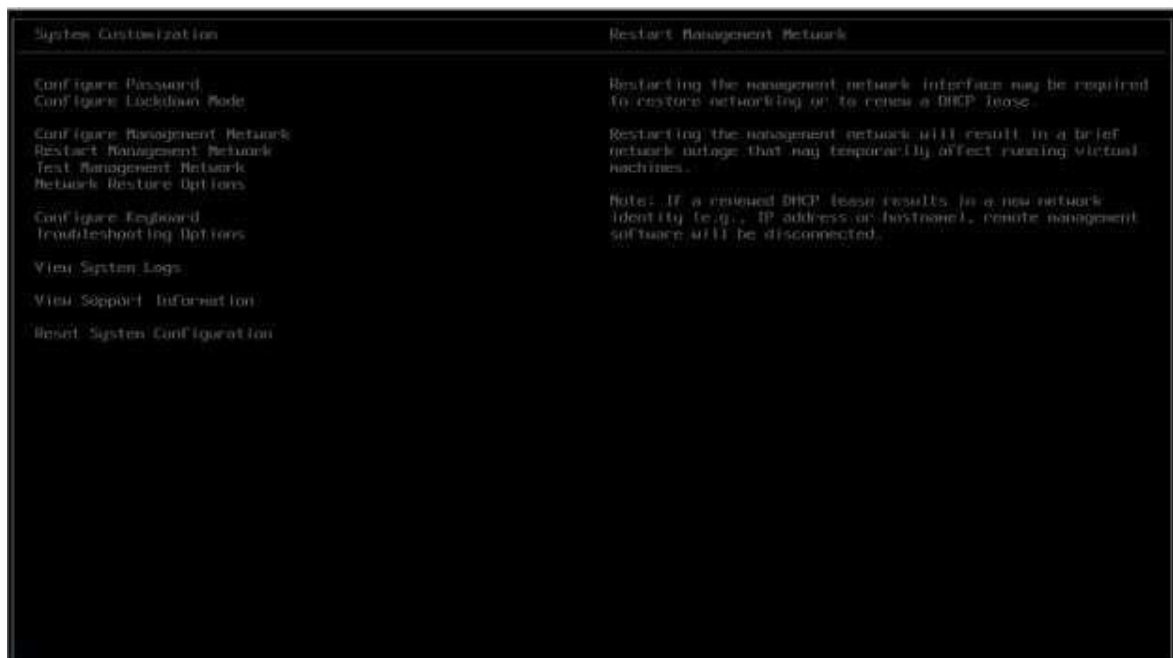 System Customization
Restart Management Network
Configure Password
Configure Lockdown Mode
Configure Management Network
Restart Management Network
Test Management Network
Network Restore Options
Configure Keyboard
Troubleshooting Options
View System Logs
View Support Information
Reset System Configuration
Restarting the management network interface may be required
to restore networking or to renew a DHCP lease.
Restarting the management network will result in a brief
network outage that may temporarily affect running virtual
machines.
Note: If a renewed DHCP lease results in a new network
identity (e.g., IP address or hostname), remote management
software will be disconnected.